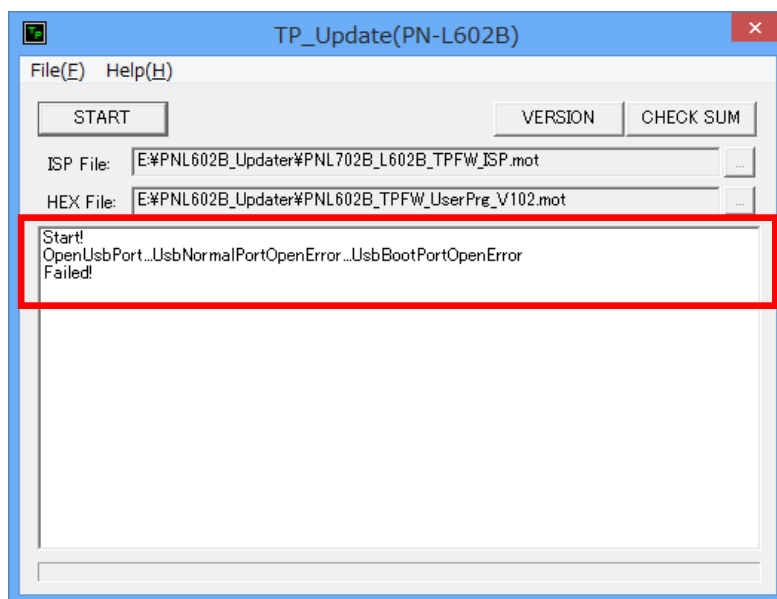 TP
TP_Update(PN-L602B)
File(F) Help(H)
START VERSION CHECK SUM
ISP File: E:¥PNL602B_Updater¥PNL702B_L602B_TPFW_ISP.mot ...
HEX File: E:¥PNL602B_Updater¥PNL602B_TPFW_UserPrg_V102.mot ...
Start!
OpenUsbPort...UsbNormalPortOpenError...UsbBootPortOpenError
Failed!